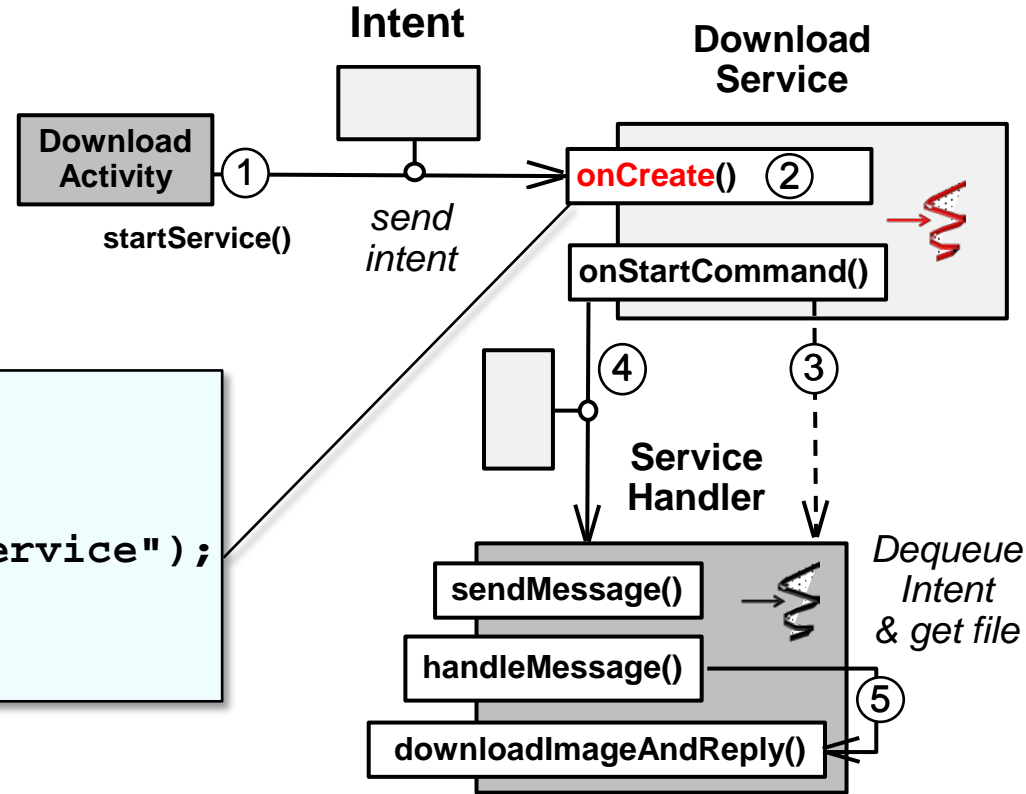 Intent
Download
Service
Download
Activity
1
startService()
send
intent
onCreate() 2
onStartCommand()
4
3
Service
Handler
ervice");
sendMessage()
handleMessage()
downloadImageAndReply()
5
Dequeue
Intent
& get file